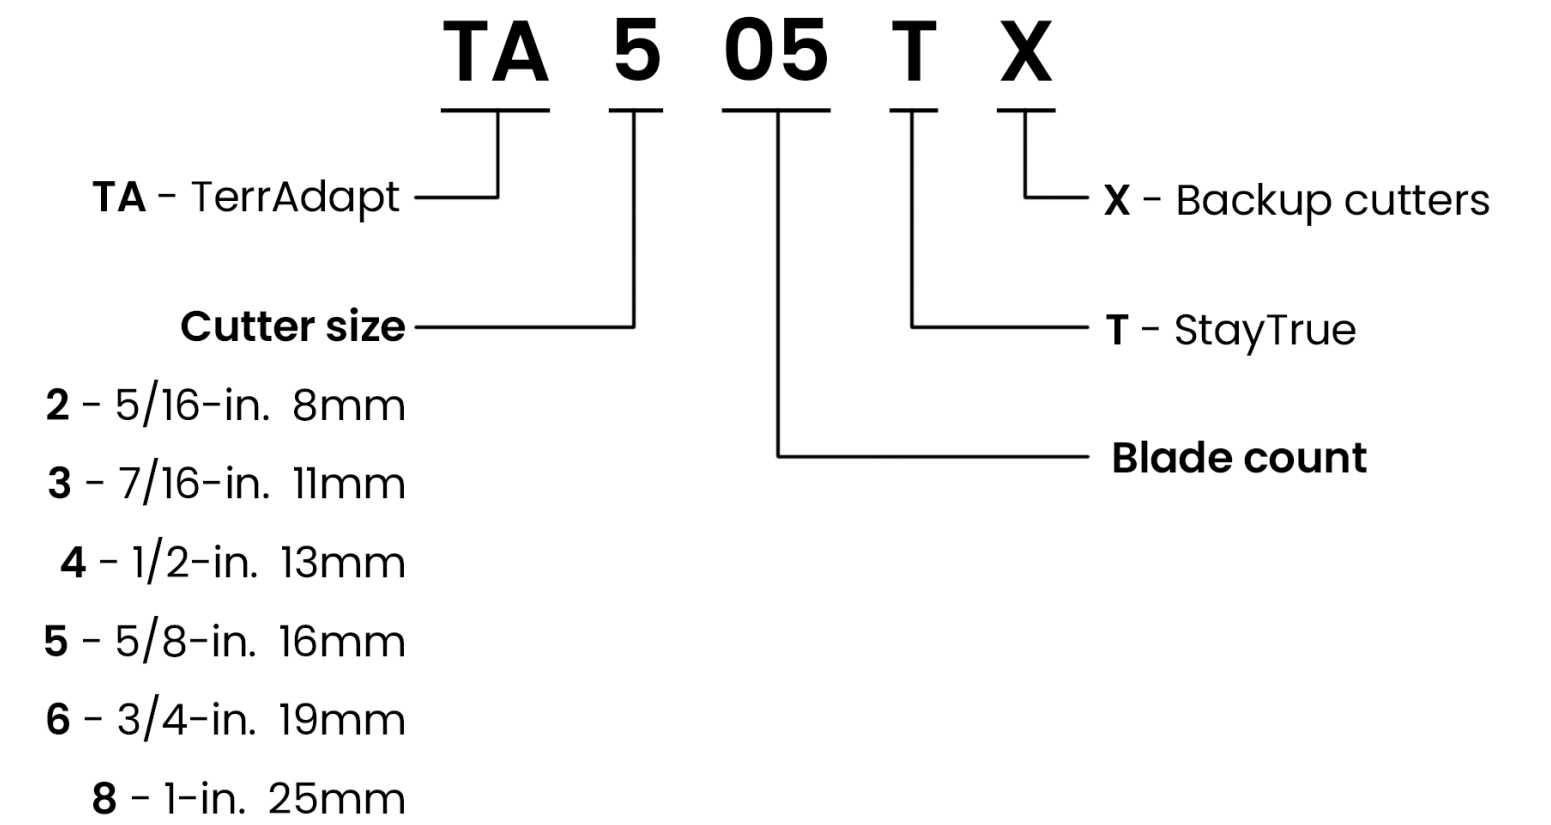 TA 5 05 T X
TA - TerrAdapt
X - Backup cutters
Cutter size
T - StayTrue
2 - 5/16-in. 8mm
3 - 7/16-in. 11mm
Blade count
4 - 1/2-in. 13mm
5 - 5/8-in. 16mm
6 - 3/4-in. 19mm
8 - 1-in. 25mm